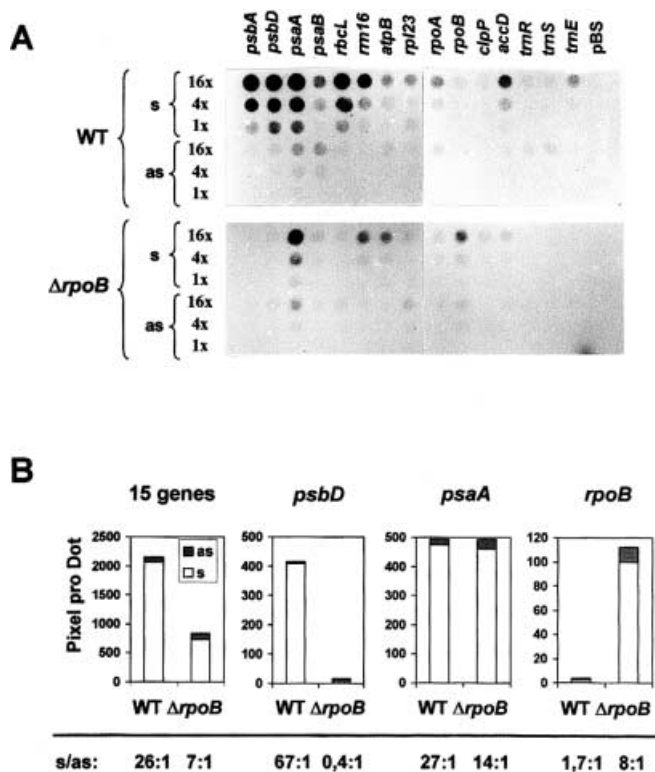 A
psbA psbD psaA psaB rbcL rrn16 atpB rpl23 rpoA rpoB clpP accD trnR trnS trnE pBS
WT
s
16x
4x
1x
as
16x
4x
1x
ΔrpoB
s
16x
4x
1x
as
16x
4x
1x
B
15 genes psbD psaA rpoB
Pixel pro Dot
2500
2000
1500
1000
500
0
as
s
500
400
300
200
100
0
500
400
300
200
100
0
120
100
80
60
40
20
0
WT ΔrpoB WT ΔrpoB WT ΔrpoB WT ΔrpoB
s/as: 26:1 7:1 67:1 0,4:1 27:1 14:1 1,7:1 8:1